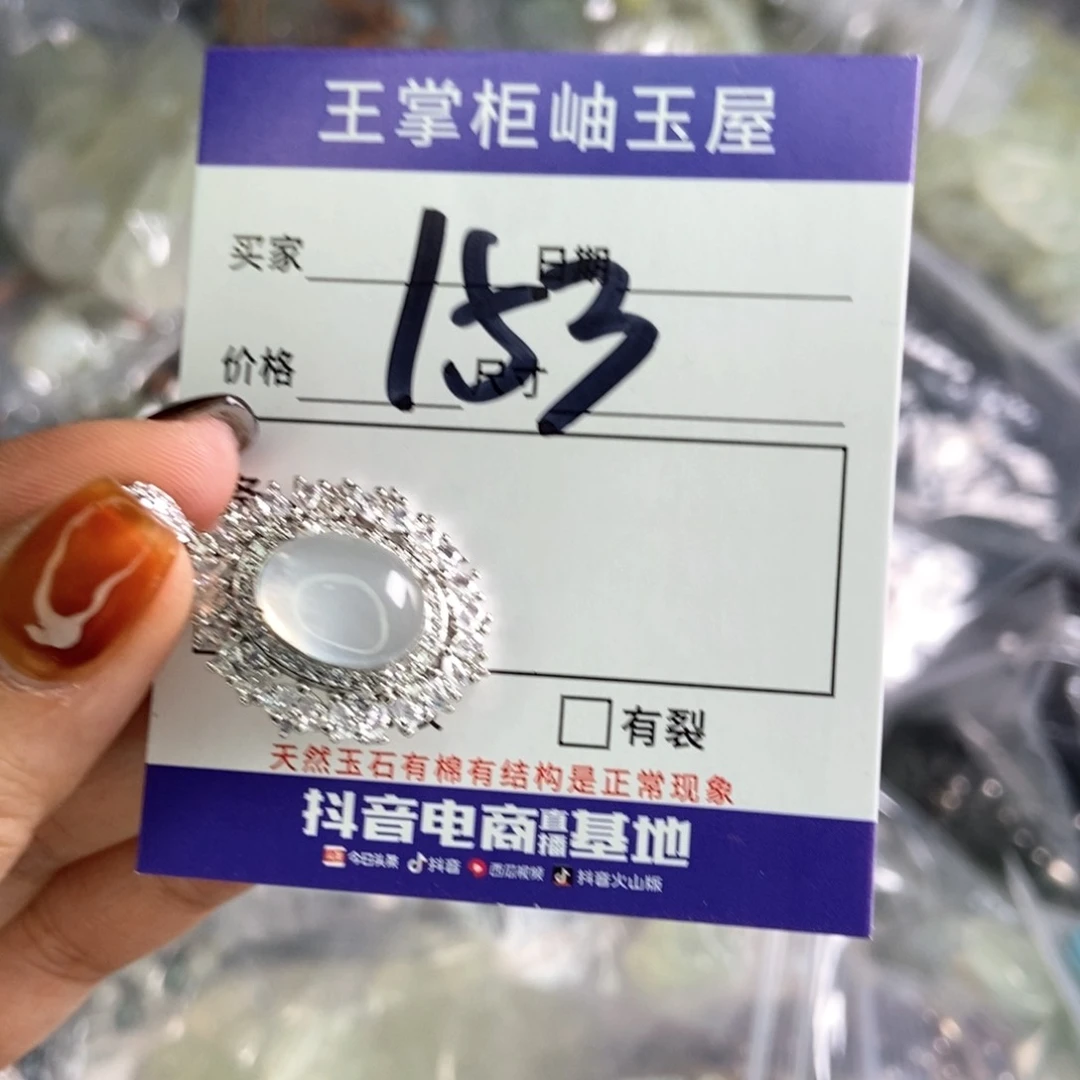 王掌柜岫玉屋
买家 日期
153
价格 尺寸
有裂
天然玉石有棉有结构是正常现象
抖音电商直播基地
今日头条 抖音 西瓜视频 抖音火山版